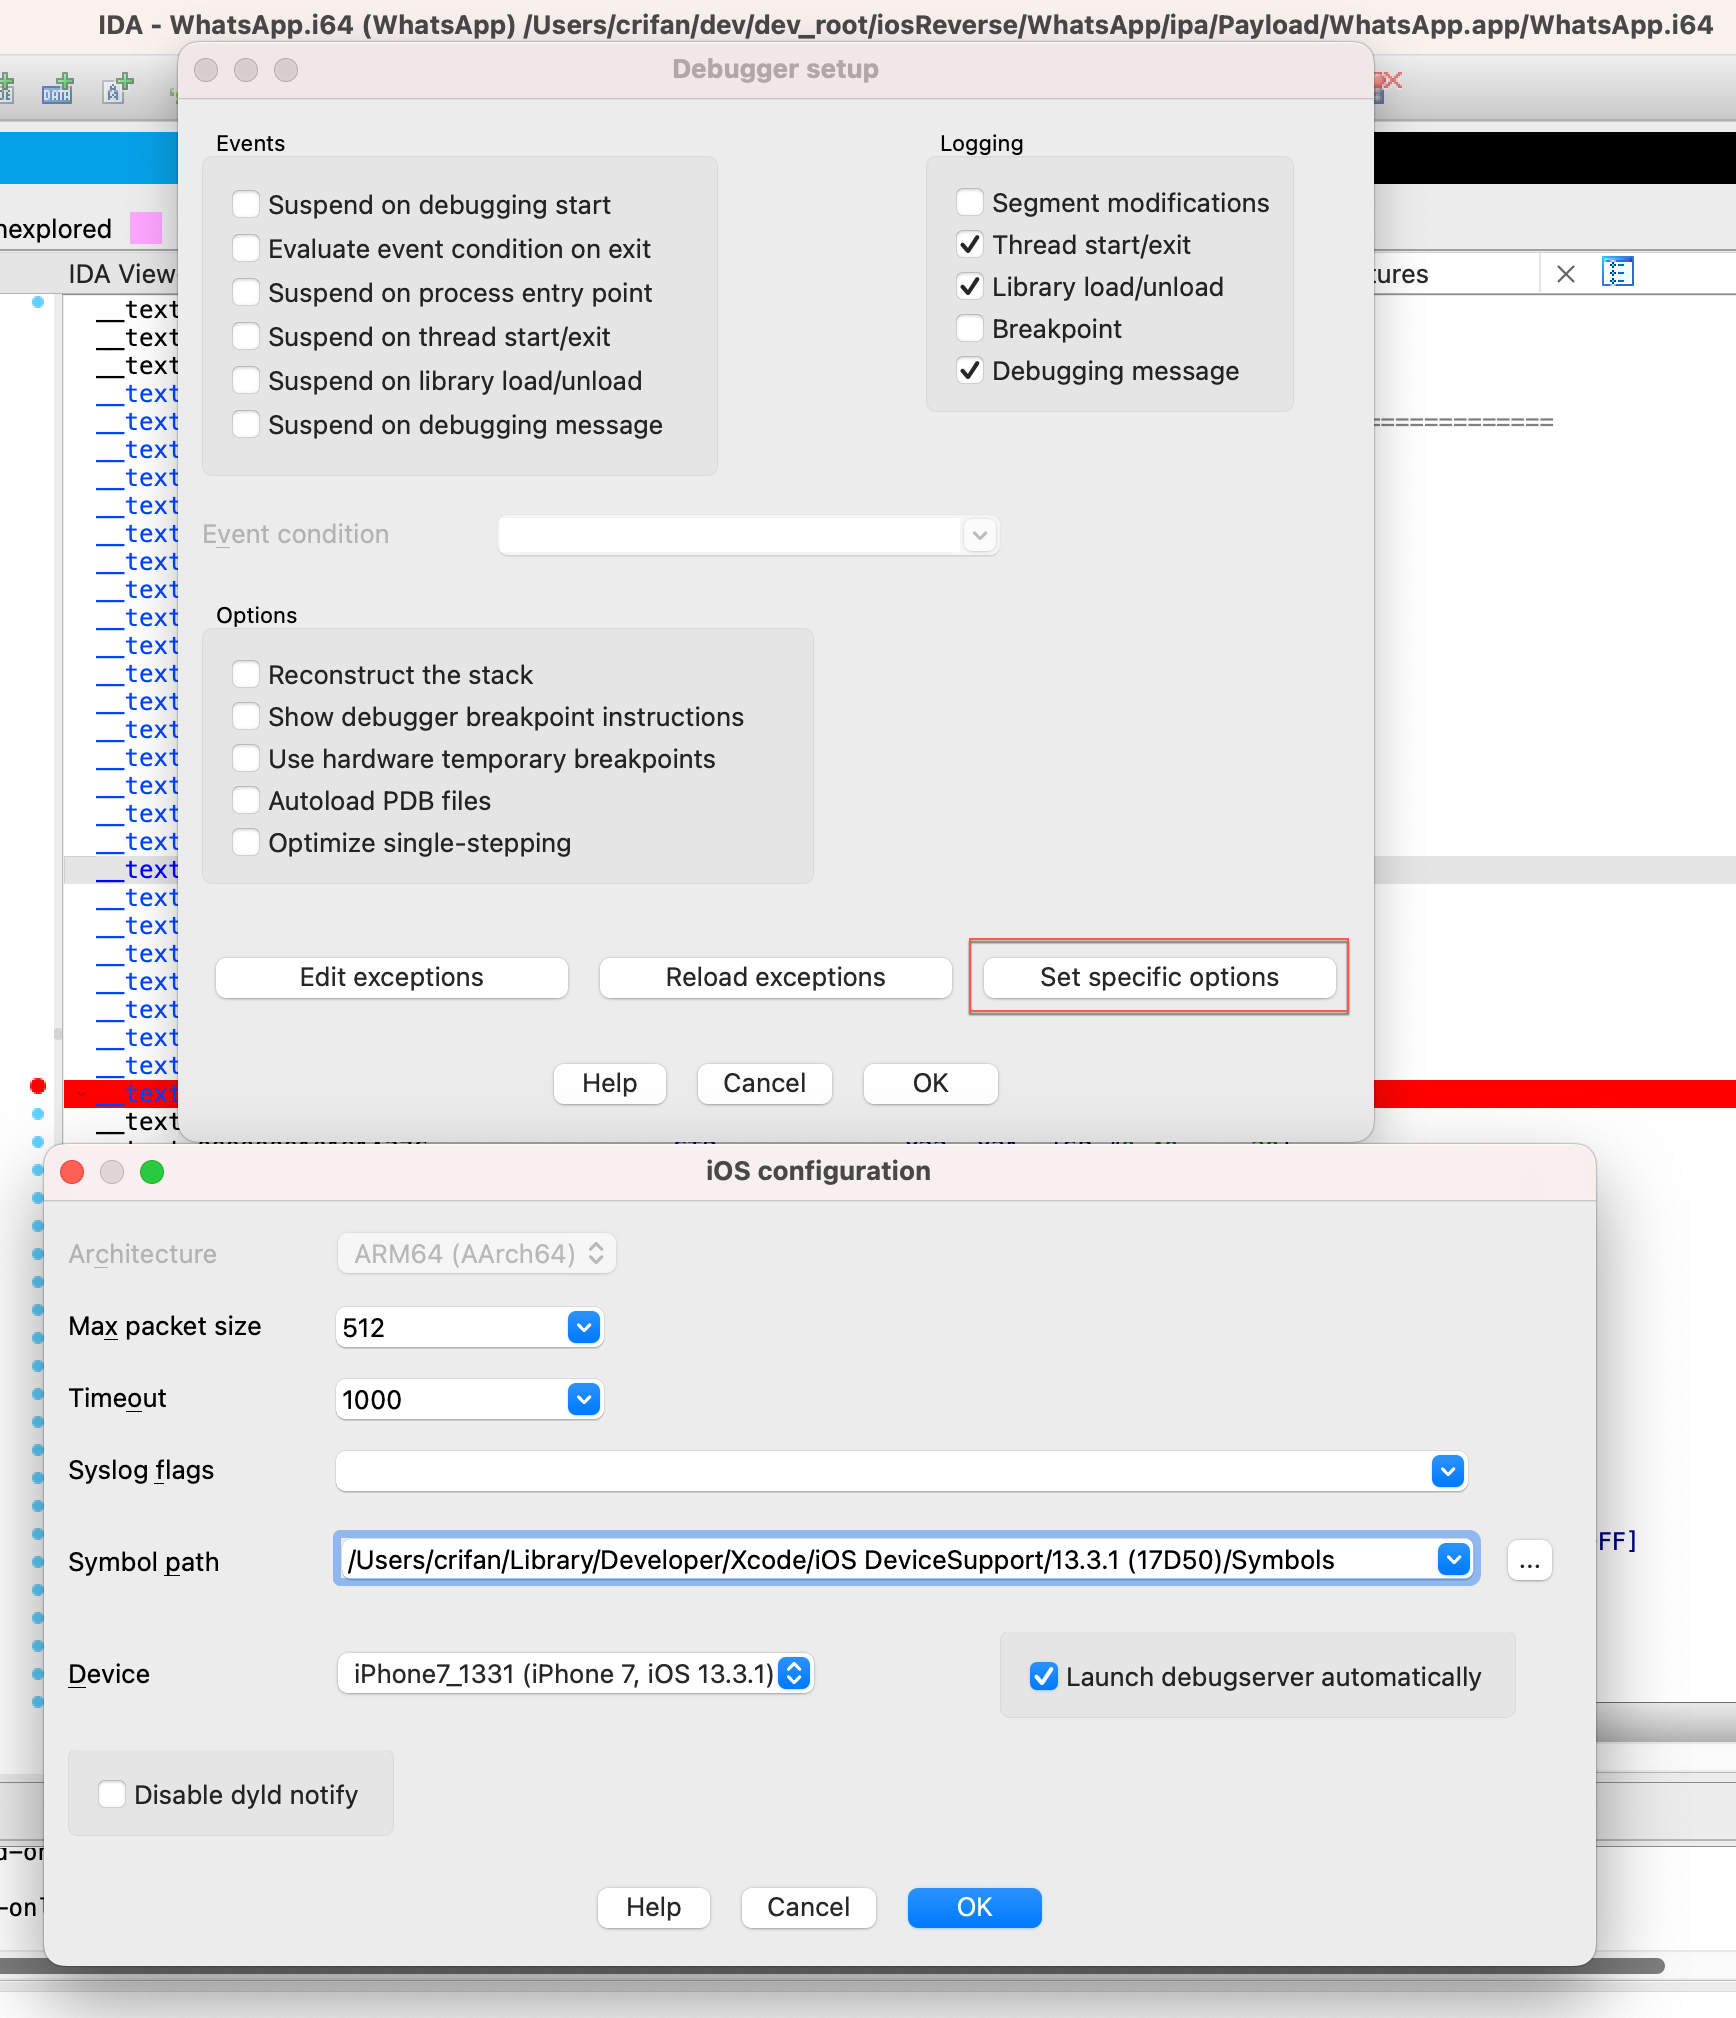 IDA - WhatsApp.i64 (WhatsApp) /Users/crifan/dev/dev_root/iosReverse/WhatsApp/ipa/Payload/WhatsApp.app/WhatsApp.i64
Debugger setup
DATA
Events
Logging
Suspend on debugging start
Segment modifications
nexplored
Evaluate event condition on exit
Thread start/exit
IDA View
Suspend on process entry point
Library load/unload
tures
__text
Suspend on thread start/exit
Breakpoint
__text
Suspend on library load/unload
Debugging message
__text
Suspend on debugging message
__text
__text
=============
__text
__text
__text
Event condition
__text
__text
__text
Options
__text
__text
Reconstruct the stack
__text
Show debugger breakpoint instructions
__text
Use hardware temporary breakpoints
__text
Autoload PDB files
__text
Optimize single-stepping
__text
__text
__text
__text
__text
__text
Edit exceptions
Reload exceptions
Set specific options
__text
__text
__text
__text
Help
Cancel
OK
__text
__text
iOS configuration
Architecture
ARM64 (AArch64)
Max packet size
512
Timeout
1000
Syslog flags
Symbol path
/Users/crifan/Library/Developer/Xcode/iOS DeviceSupport/13.3.1 (17D50)/Symbols
...
FF]
Device
iPhone7_1331 (iPhone 7, iOS 13.3.1)
Launch debugserver automatically
Disable dyld notify
Help
Cancel
OK